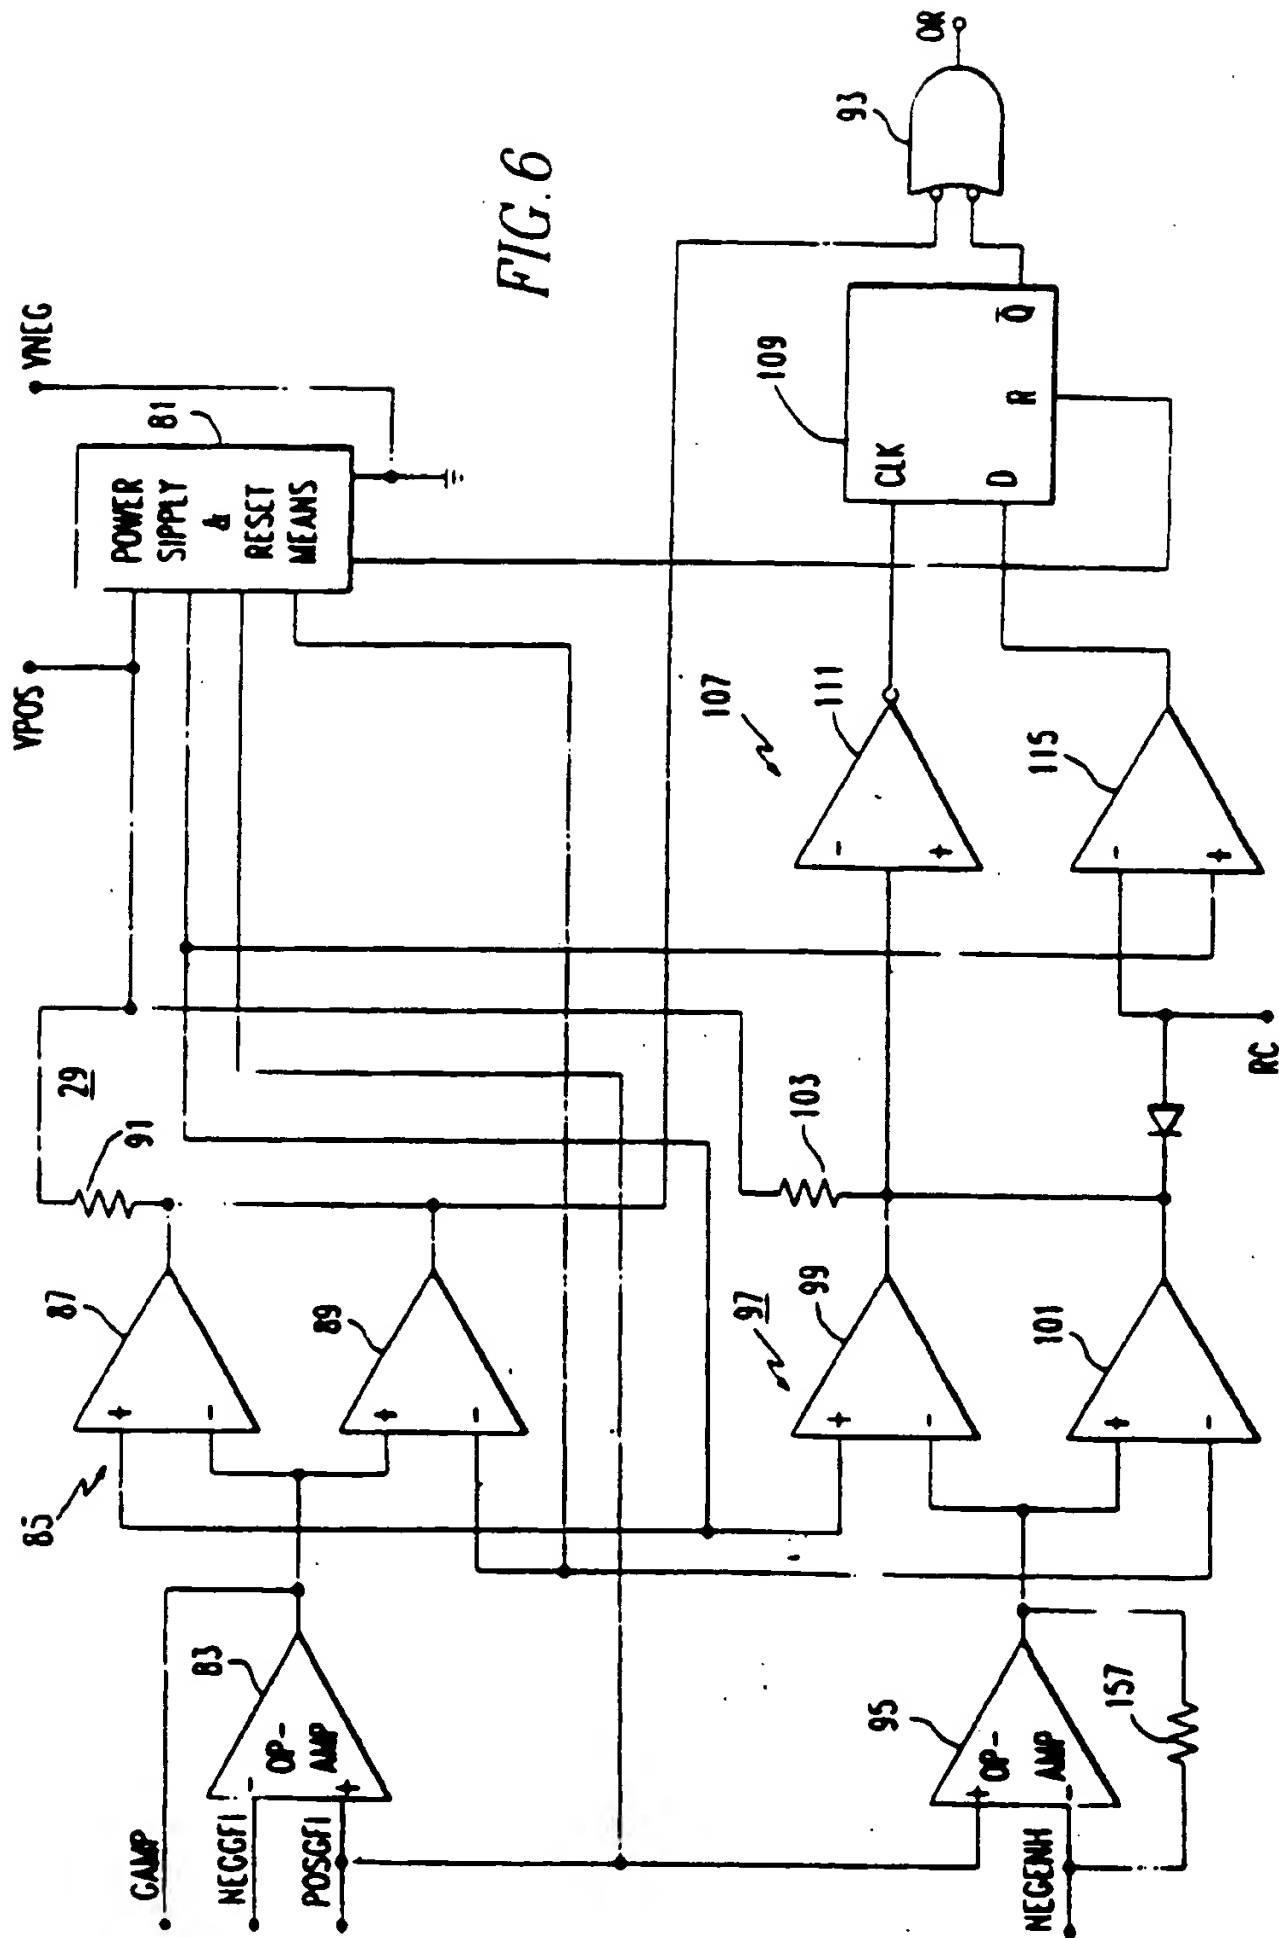 FIG. 6
VPOS
VNEG
81
POWER
SIPPLY
&
RESET
MEANS
29
91
85
87
+
-
89
+
-
GAMP
83
OP-
AMP
-
+
NEGGFI
POSGFI
93
OR
109
CLK
D
R
Q̅
107
111
-
+
115
-
+
103
97
99
+
-
101
+
-
RC
95
OP-
AMP
+
-
NEGENH
157